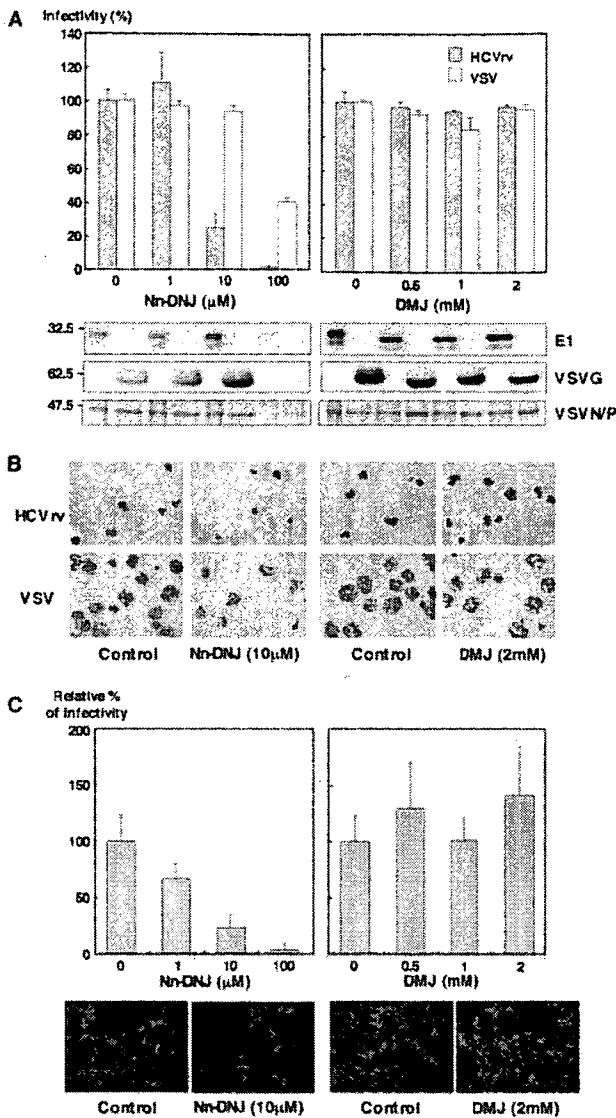 A
Infectivity (%)
140
120
100
80
60
40
20
0
HCVrv
VSV
0 1 10 100
0 0.5 1 2
Nn-DNJ (μM)
DMJ (mM)
32.5
E1
62.5
VSVG
47.5
VSVN/P
B
HCVrv
VSV
Control Nn-DNJ (10μM) Control DMJ (2mM)
C
Relative %
of Infectivity
200
150
100
50
0
0 1 10 100
0 0.5 1 2
Nn-DNJ (μM)
DMJ (mM)
Control Nn-DNJ (10μM) Control DMJ (2mM)